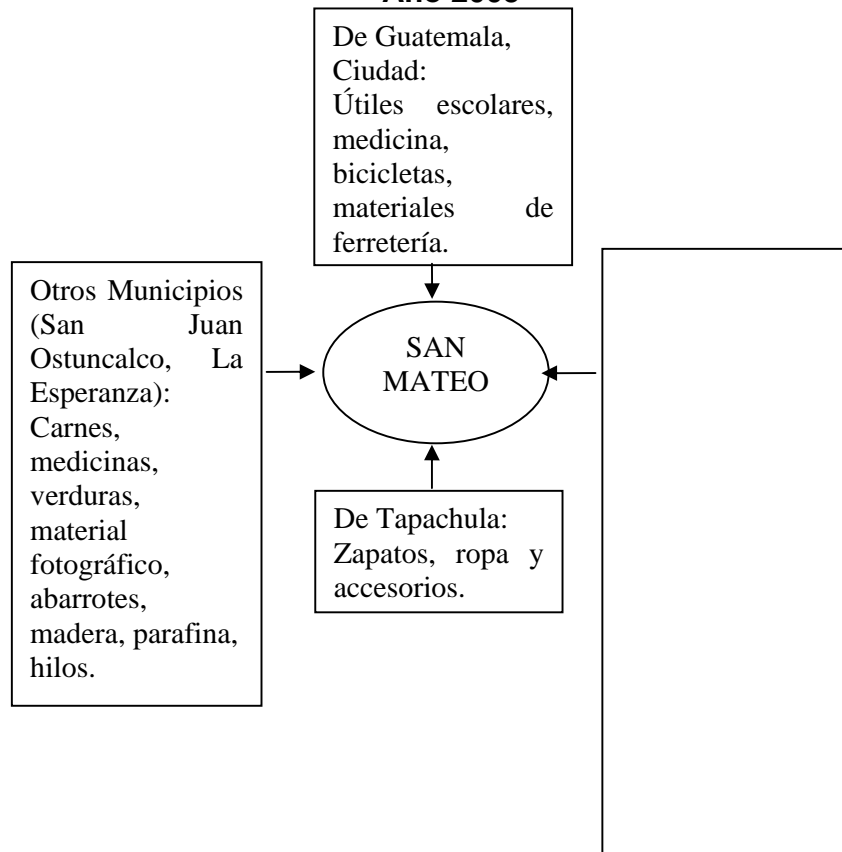 De Guatemala,
Ciudad:
Útiles escolares,
medicina,
bicicletas,
materiales de
ferretería.
Otros Municipios
(San Juan
Ostuncalco, La
Esperanza):
Carnes,
medicinas,
verduras,
material
fotográfico,
abarrotes,
madera, parafina,
hilos.
SAN
MATEO
De Tapachula:
Zapatos, ropa y
accesorios.